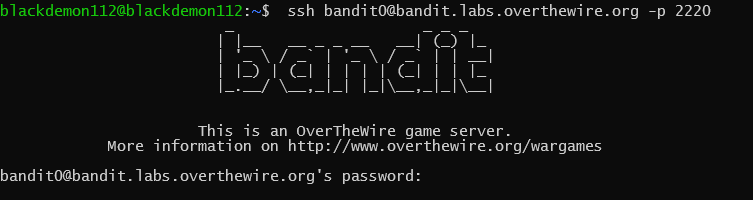 blackdemon112@blackdemon112:~$ ssh bandit0@bandit.labs.overthewire.org -p 2220
bandit
This is an OverTheWire game server.
More information on http://www.overthewire.org/wargames
bandit0@bandit.labs.overthewire.org's password: